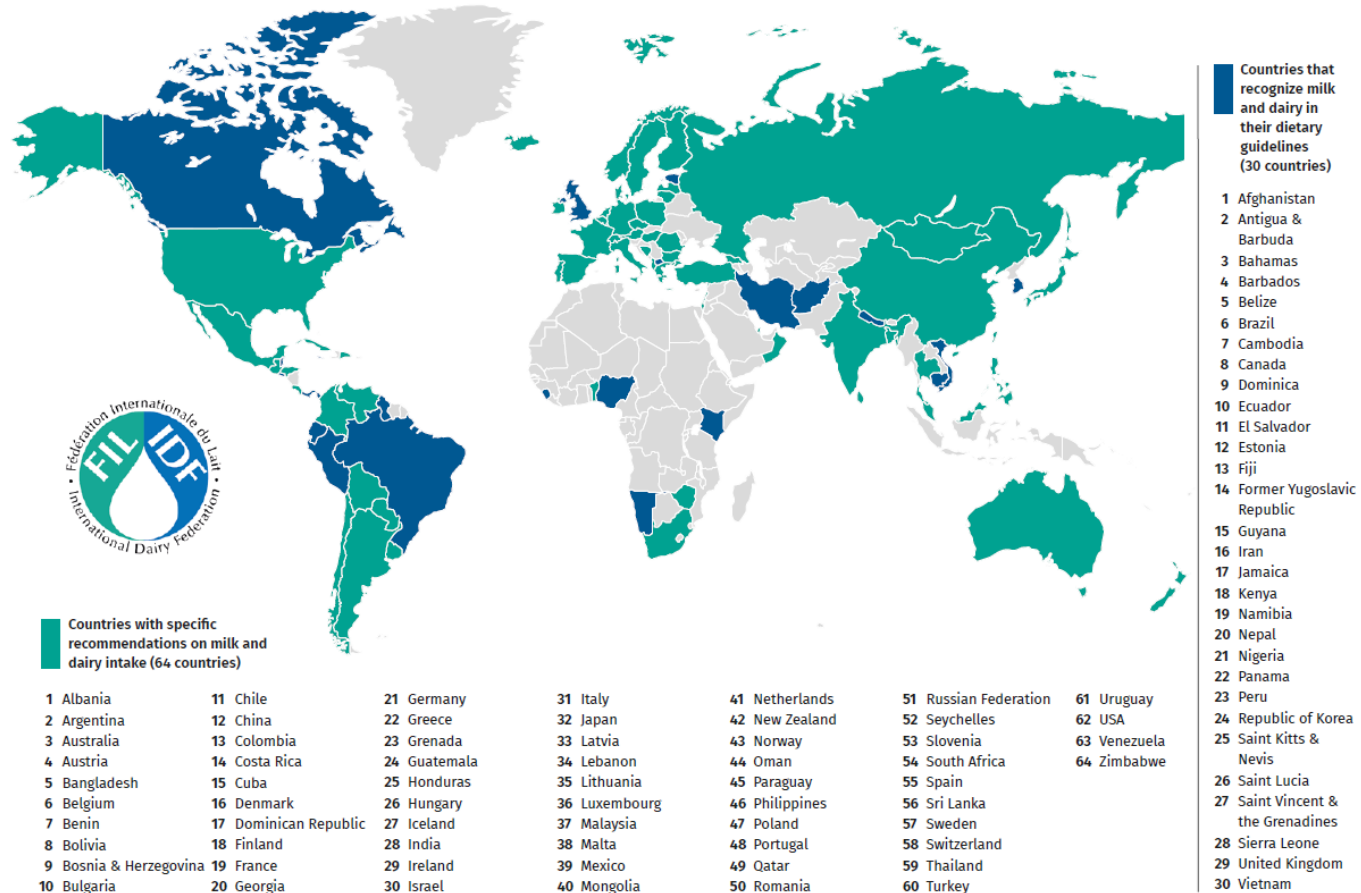 Fédération Internationale du Lait
FIL IDF
International Dairy Federation
Countries that
recognize milk
and dairy in
their dietary
guidelines
(30 countries)
1 Afghanistan
2 Antigua &
Barbuda
3 Bahamas
4 Barbados
5 Belize
6 Brazil
7 Cambodia
8 Canada
9 Dominica
10 Ecuador
11 El Salvador
12 Estonia
13 Fiji
14 Former Yugoslavic
Republic
15 Guyana
16 Iran
17 Jamaica
18 Kenya
19 Namibia
20 Nepal
21 Nigeria
22 Panama
23 Peru
24 Republic of Korea
25 Saint Kitts &
Nevis
26 Saint Lucia
27 Saint Vincent &
the Grenadines
28 Sierra Leone
29 United Kingdom
30 Vietnam
Countries with specific
recommendations on milk and
dairy intake (64 countries)
1 Albania
2 Argentina
3 Australia
4 Austria
5 Bangladesh
6 Belgium
7 Benin
8 Bolivia
9 Bosnia & Herzegovina
10 Bulgaria
11 Chile
12 China
13 Colombia
14 Costa Rica
15 Cuba
16 Denmark
17 Dominican Republic
18 Finland
19 France
20 Georgia
21 Germany
22 Greece
23 Grenada
24 Guatemala
25 Honduras
26 Hungary
27 Iceland
28 India
29 Ireland
30 Israel
31 Italy
32 Japan
33 Latvia
34 Lebanon
35 Lithuania
36 Luxembourg
37 Malaysia
38 Malta
39 Mexico
40 Mongolia
41 Netherlands
42 New Zealand
43 Norway
44 Oman
45 Paraguay
46 Philippines
47 Poland
48 Portugal
49 Qatar
50 Romania
51 Russian Federation
52 Seychelles
53 Slovenia
54 South Africa
55 Spain
56 Sri Lanka
57 Sweden
58 Switzerland
59 Thailand
60 Turkey
61 Uruguay
62 USA
63 Venezuela
64 Zimbabwe